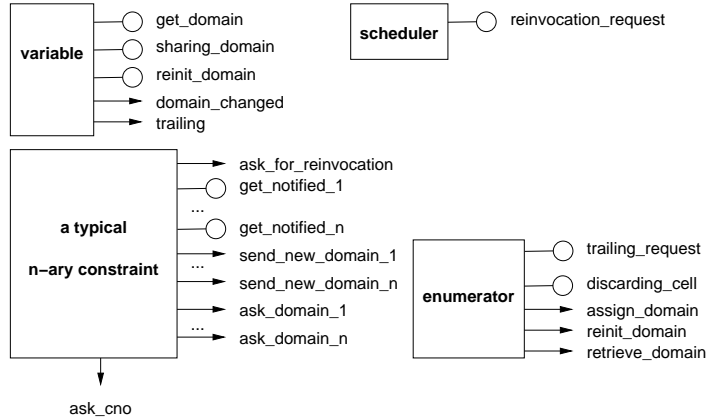 variable
get_domain
sharing_domain
reinit_domain
domain_changed
trailing
scheduler
reinvocation_request
a typical
n−ary constraint
ask_for_reinvocation
get_notified_1
...
get_notified_n
send_new_domain_1
...
send_new_domain_n
ask_domain_1
...
ask_domain_n
ask_cno
enumerator
trailing_request
discarding_cell
assign_domain
reinit_domain
retrieve_domain